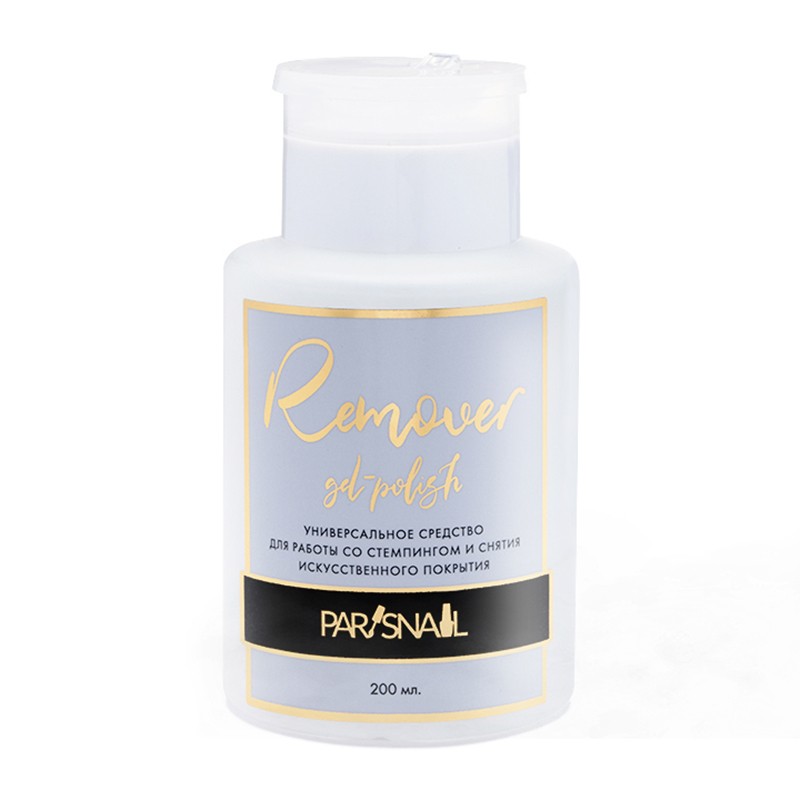 Remover
gel-polish
УНИВЕРСАЛЬНОЕ СРЕДСТВО
ДЛЯ РАБОТЫ СО СТЕМПИНГОМ И СНЯТИЯ
ИСКУССТВЕННОГО ПОКРЫТИЯ
PARISNAIL
200 мл.